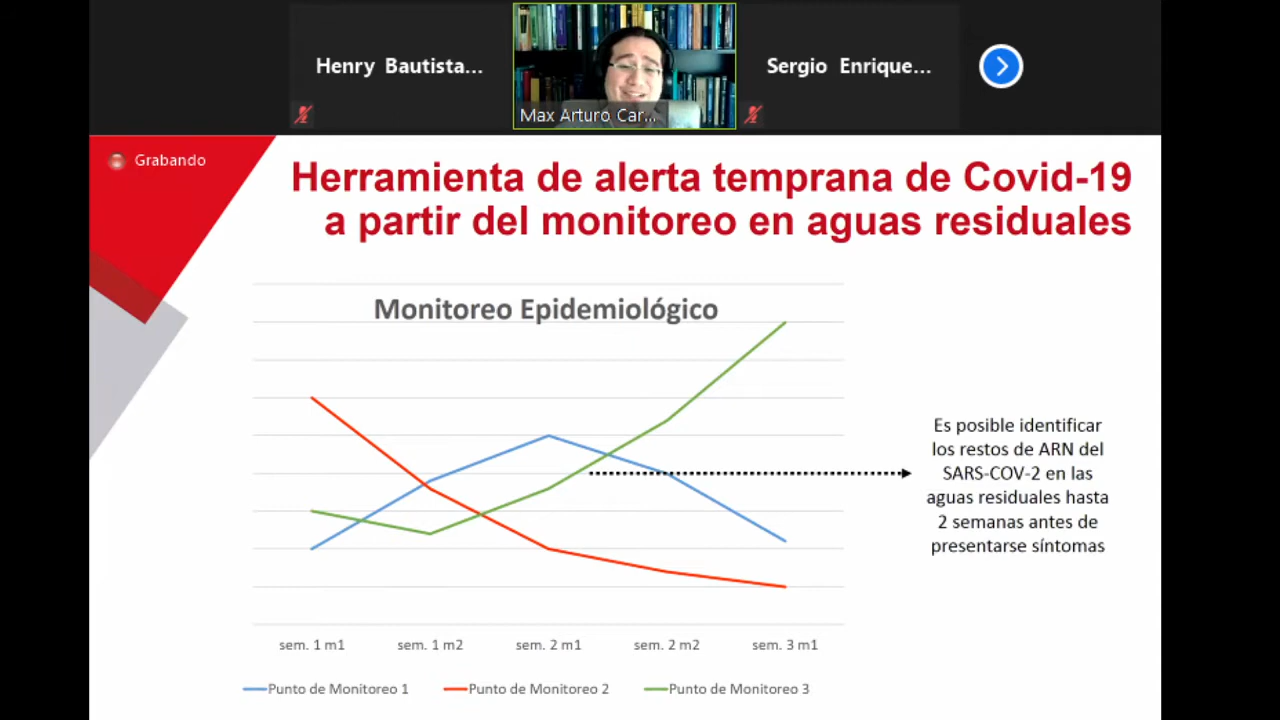 Henry Bautista...
Max Arturo Car...
Sergio Enrique...
Grabando
Herramienta de alerta temprana de Covid-19
a partir del monitoreo en aguas residuales
Monitoreo Epidemiológico
Es posible identificar
los restos de ARN del
SARS-COV-2 en las
aguas residuales hasta
2 semanas antes de
presentarse síntomas
sem. 1 m1
sem. 1 m2
sem. 2 m1
sem. 2 m2
sem. 3 m1
Punto de Monitoreo 1
Punto de Monitoreo 2
Punto de Monitoreo 3